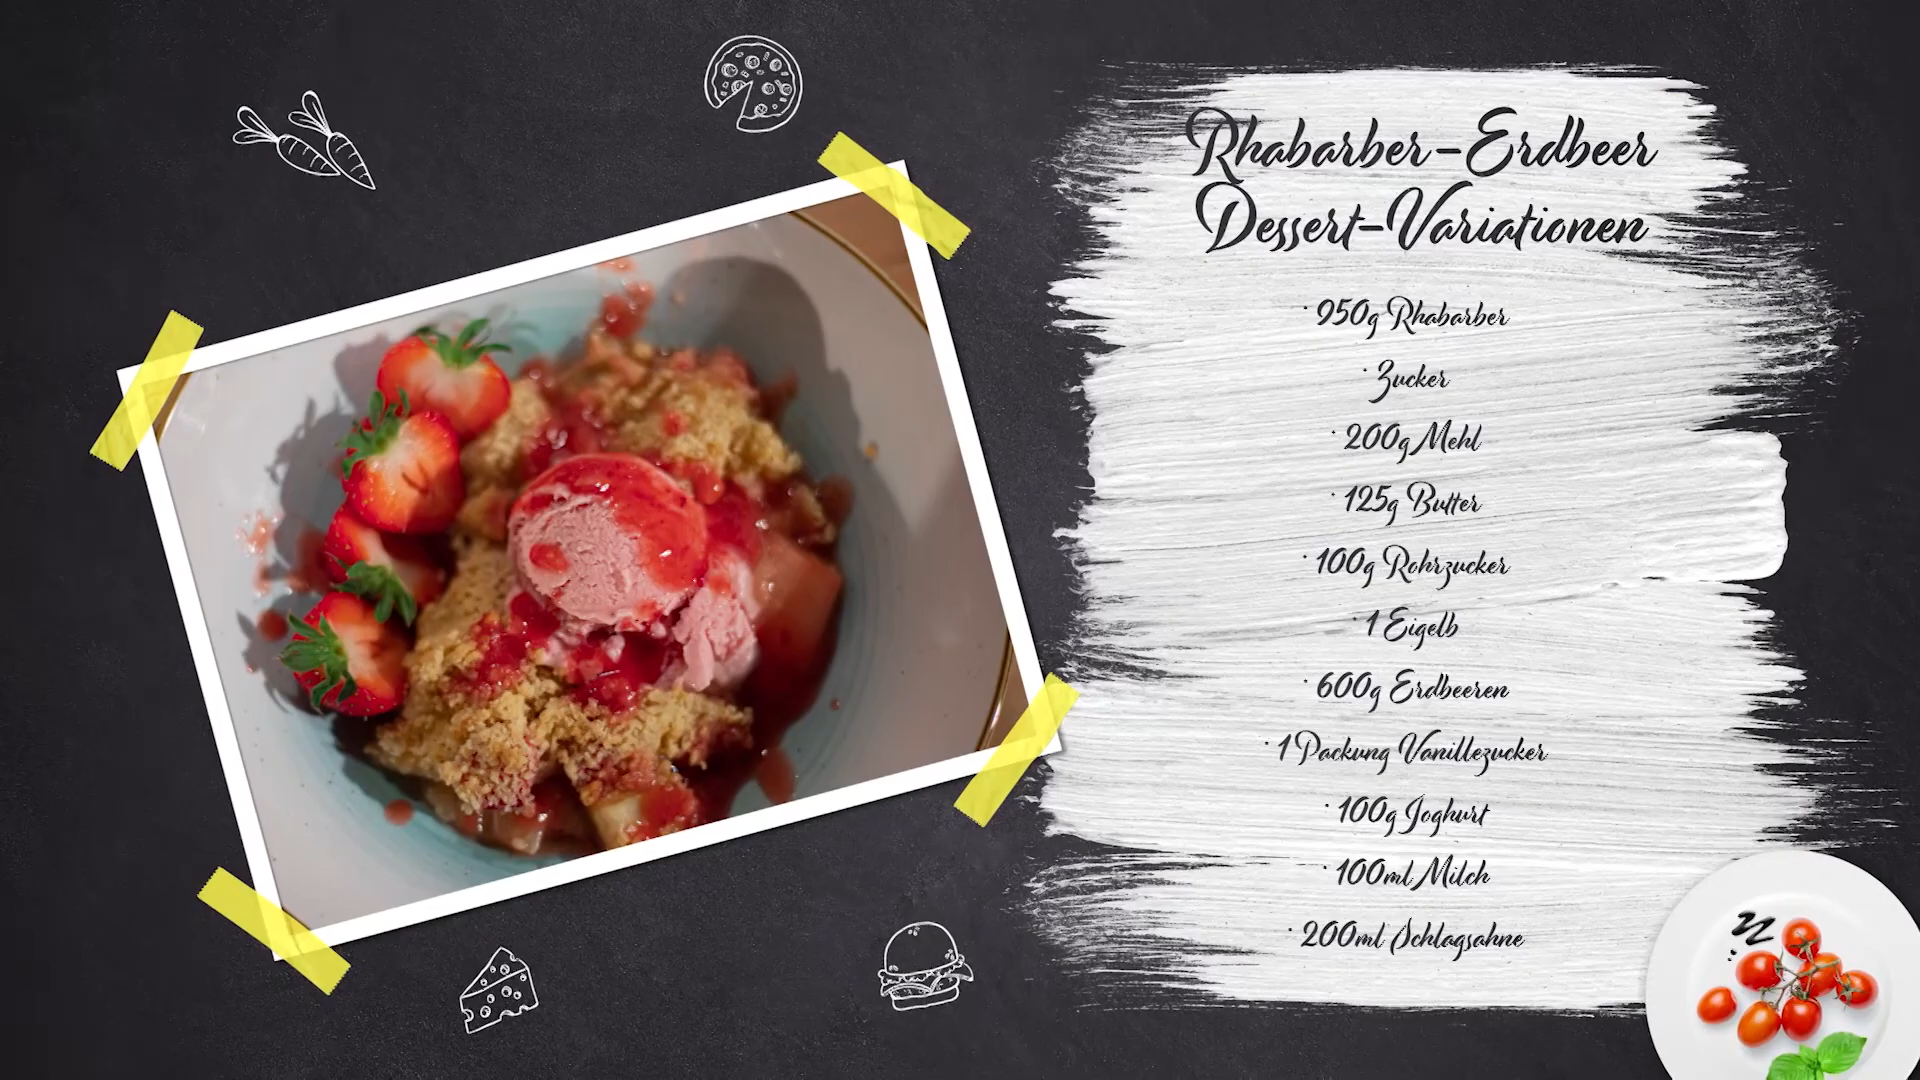 Rhabarber-Erdbeer
Dessert-Variationen
· 950g Rhabarber
· Zucker
· 200g Mehl
· 125g Butter
· 100g Rohrzucker
· 1 Eigelb
· 600g Erdbeeren
· 1 Packung Vanillezucker
· 100g Joghurt
· 100ml Milch
· 200ml Schlagsahne